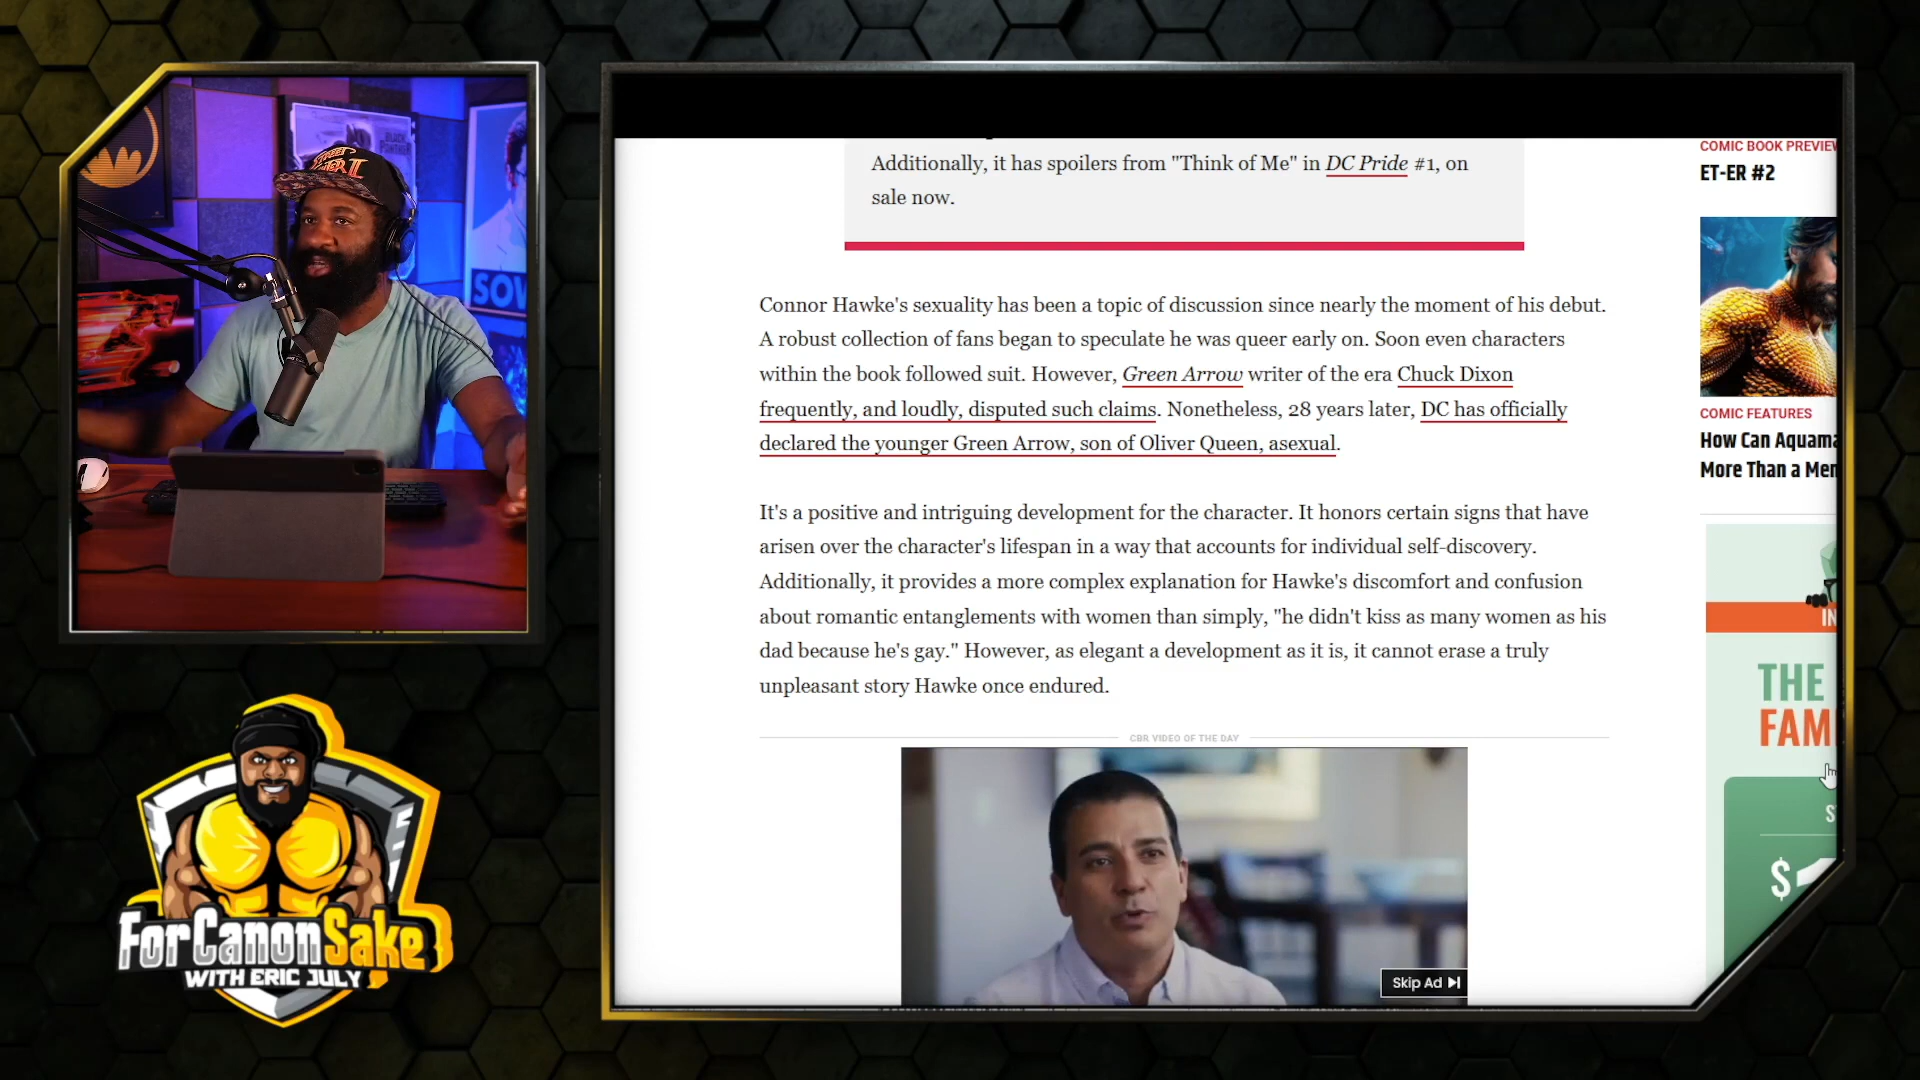 STREET
BLACK
PANTHER
SOW
ForCanonSake
WITH ERIC JULY
Additionally, it has spoilers from "Think of Me" in DC Pride #1, on
sale now.
Connor Hawke's sexuality has been a topic of discussion since nearly the moment of his debut.
A robust collection of fans began to speculate he was queer early on. Soon even characters
within the book followed suit. However, Green Arrow writer of the era Chuck Dixon
frequently, and loudly, disputed such claims. Nonetheless, 28 years later, DC has officially
declared the younger Green Arrow, son of Oliver Queen, asexual.
It's a positive and intriguing development for the character. It honors certain signs that have
arisen over the character's lifespan in a way that accounts for individual self-discovery.
Additionally, it provides a more complex explanation for Hawke's discomfort and confusion
about romantic entanglements with women than simply, "he didn't kiss as many women as his
dad because he's gay." However, as elegant a development as it is, it cannot erase a truly
unpleasant story Hawke once endured.
CBR VIDEO OF THE DAY
Skip Ad
COMIC BOOK PREVIEW
ET-ER #2
COMIC FEATURES
How Can Aquama
More Than a Mer
IN
THE
FAM
S
$